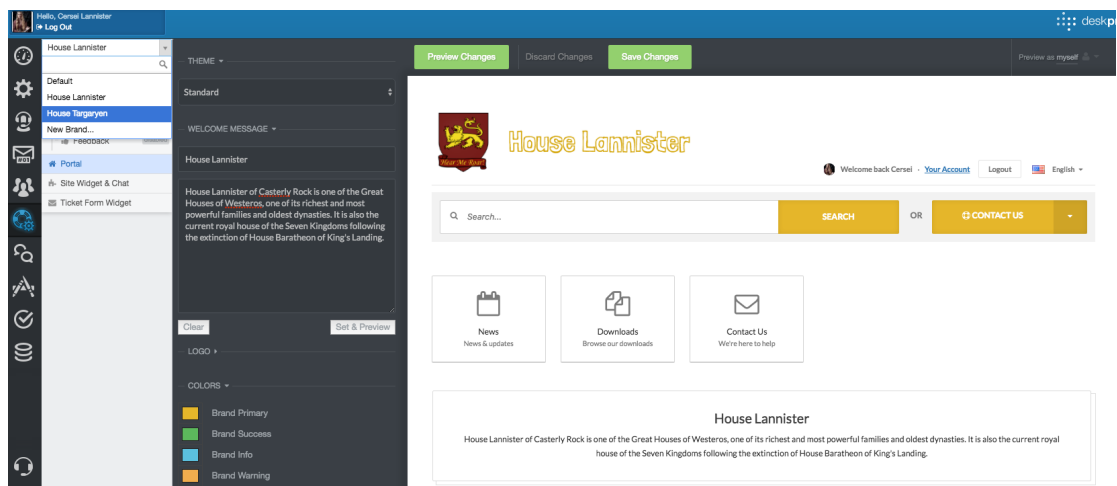 Hello, Cersei Lannister
Log Out
deskpr
House Lannister
Default
House Lannister
House Targaryen
New Brand...
Feedback
Portal
Site Widget & Chat
Ticket Form Widget
THEME
Standard
WELCOME MESSAGE
House Lannister
House Lannister of Casterly Rock is one of the Great
Houses of Westeros, one of its richest and most
powerful families and oldest dynasties. It is also the
current royal house of the Seven Kingdoms following
the extinction of House Baratheon of King's Landing.
Clear
Set & Preview
LOGO
COLORS
Brand Primary
Brand Success
Brand Info
Brand Warning
Preview Changes
Discard Changes
Save Changes
Preview as myself
Hear Me Roar!
House Lannister
Welcome back Cersei · Your Account
Logout
English
Search...
SEARCH
OR
CONTACT US
News
News & updates
Downloads
Browse our downloads
Contact Us
We're here to help
House Lannister
House Lannister of Casterly Rock is one of the Great Houses of Westeros, one of its richest and most powerful families and oldest dynasties. It is also the current royal
house of the Seven Kingdoms following the extinction of House Baratheon of King's Landing.